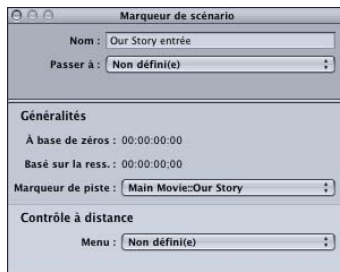 Marqueur de scénario
Nom : Our Story entrée
Passer à : Non défini(e)
Généralités
À base de zéros : 00:00:00:00
Basé sur la ress. : 00:00:00;00
Marqueur de piste : Main Movie::Our Story
Contrôle à distance
Menu : Non défini(e)